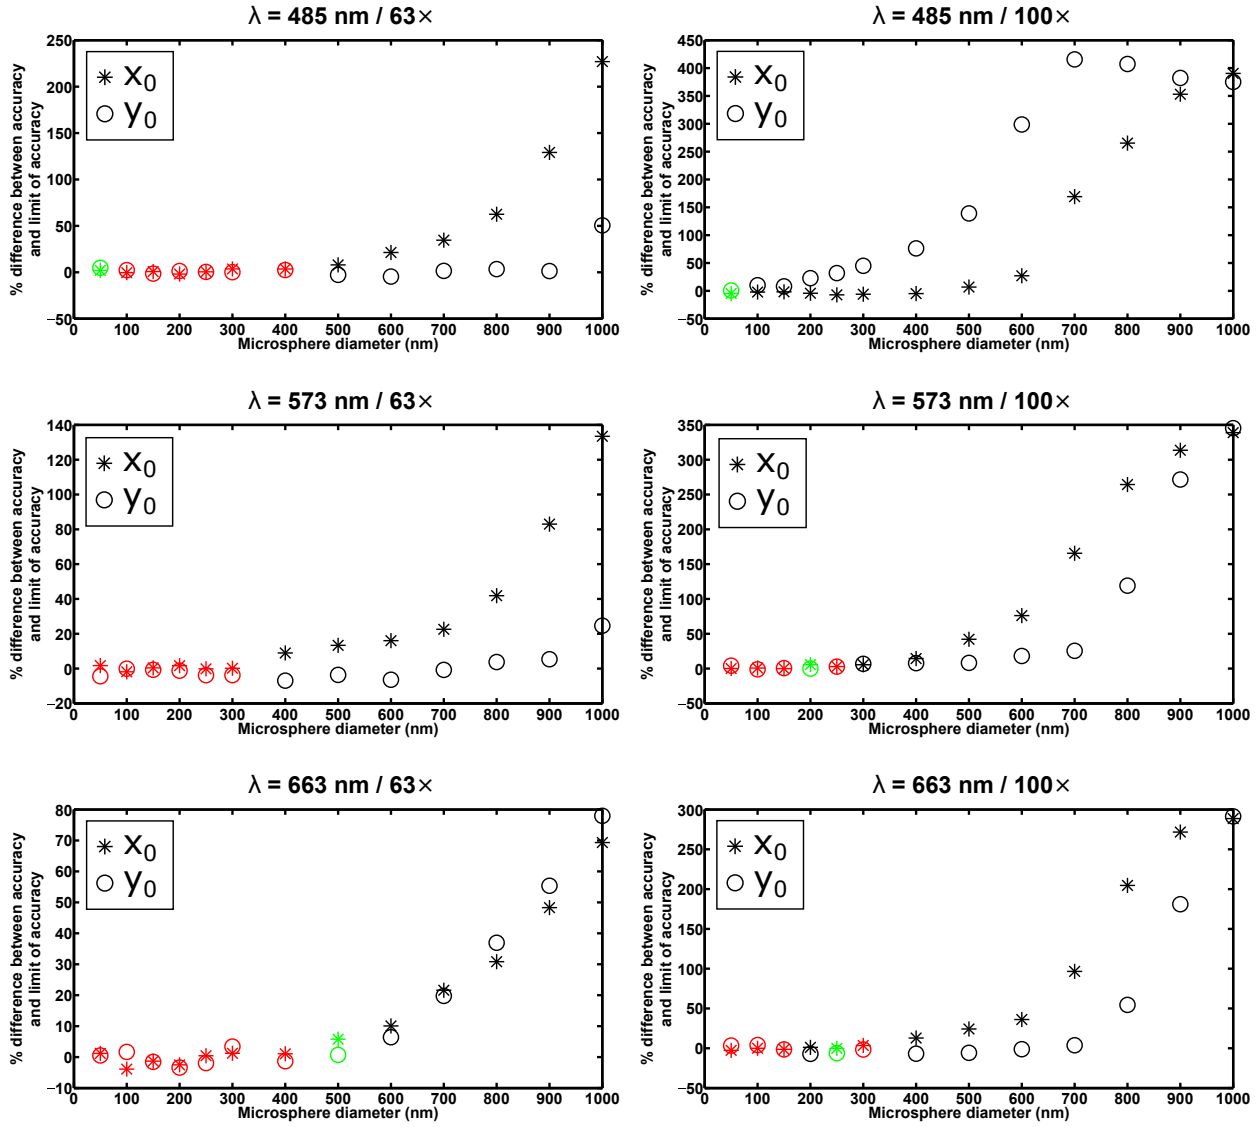 λ = 485 nm / 63×
% difference between accuracy
and limit of accuracy
250
200
150
100
50
0
−50
x0
y0
0 100 200 300 400 500 600 700 800 900 1000
Microsphere diameter (nm)
λ = 485 nm / 100×
% difference between accuracy
and limit of accuracy
450
400
350
300
250
200
150
100
50
0
−50
x0
y0
0 100 200 300 400 500 600 700 800 900 1000
Microsphere diameter (nm)
λ = 573 nm / 63×
% difference between accuracy
and limit of accuracy
140
120
100
80
60
40
20
0
−20
x0
y0
0 100 200 300 400 500 600 700 800 900 1000
Microsphere diameter (nm)
λ = 573 nm / 100×
% difference between accuracy
and limit of accuracy
350
300
250
200
150
100
50
0
−50
x0
y0
0 100 200 300 400 500 600 700 800 900 1000
Microsphere diameter (nm)
λ = 663 nm / 63×
% difference between accuracy
and limit of accuracy
80
70
60
50
40
30
20
10
0
−10
x0
y0
0 100 200 300 400 500 600 700 800 900 1000
Microsphere diameter (nm)
λ = 663 nm / 100×
% difference between accuracy
and limit of accuracy
300
250
200
150
100
50
0
−50
x0
y0
0 100 200 300 400 500 600 700 800 900 1000
Microsphere diameter (nm)